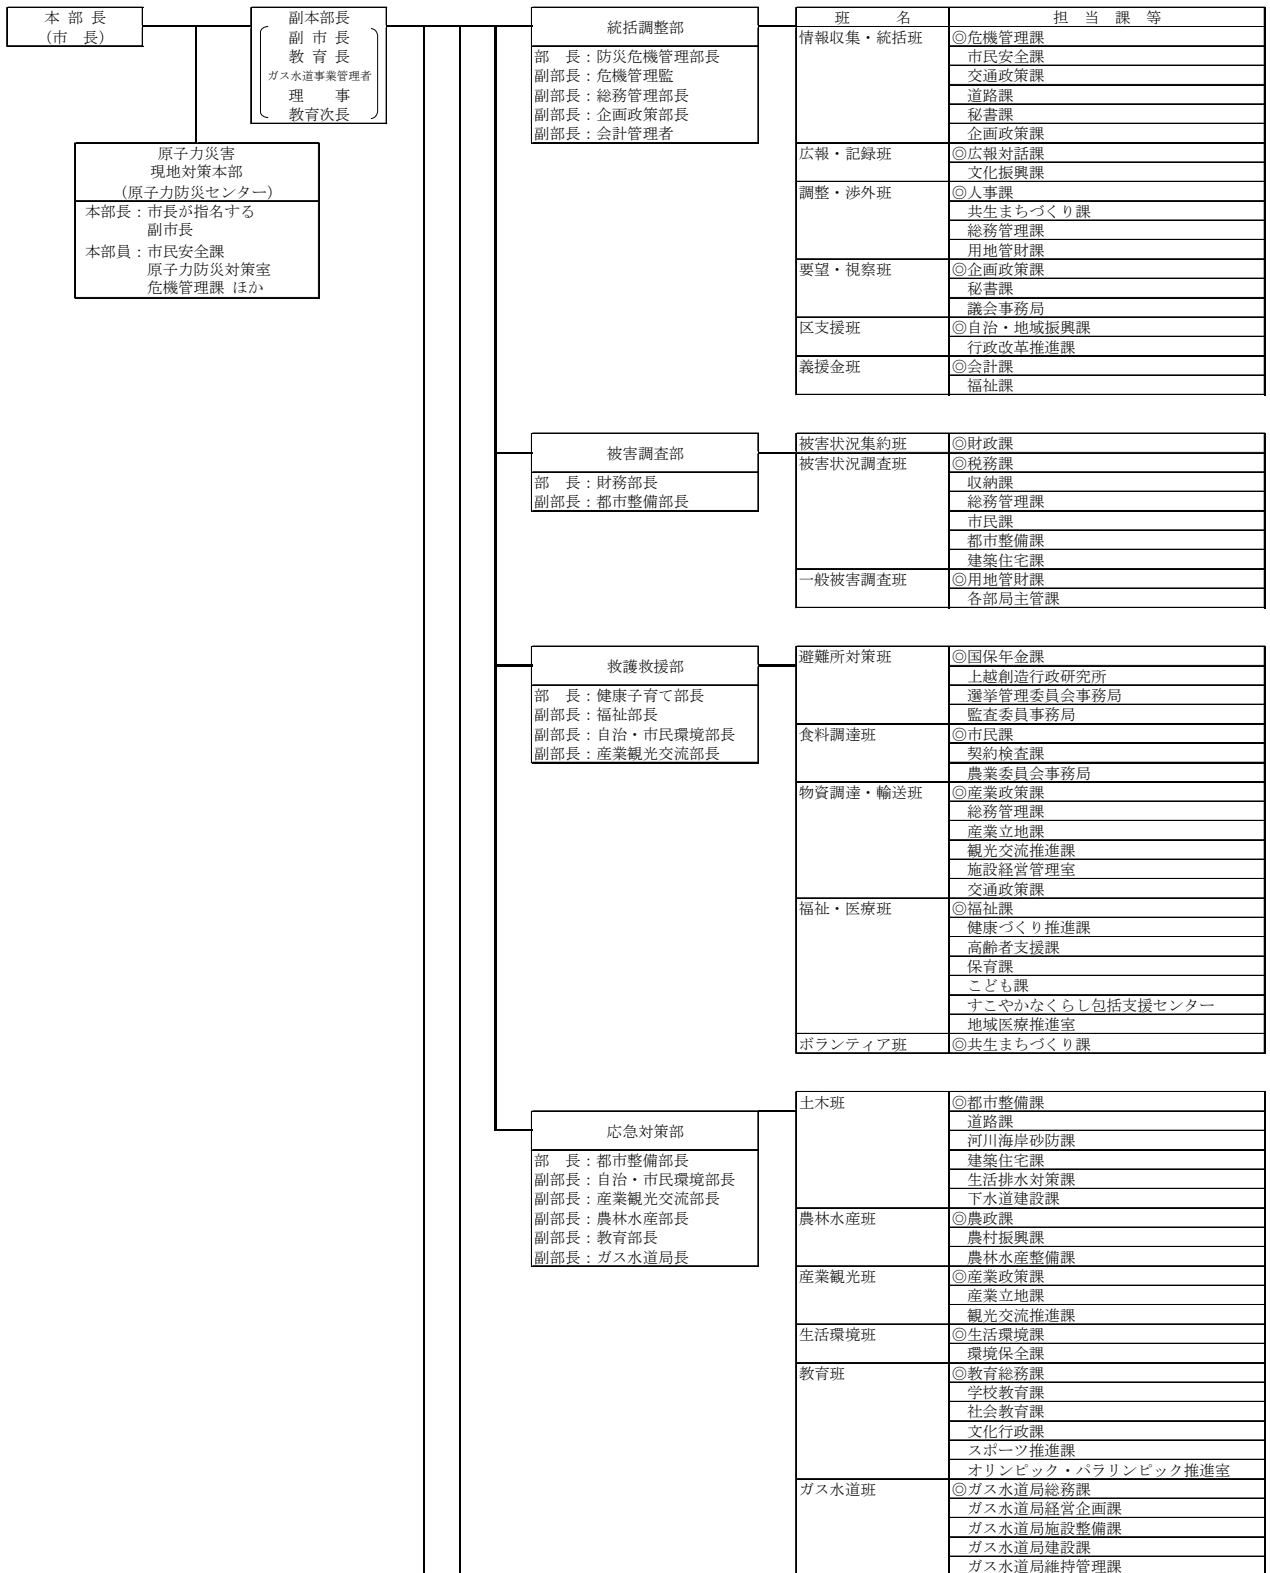 本 部 長
（市　長）
副本部長
副 市 長
教 育 長
ガス水道事業管理者
理　　事
教育次長
原子力災害
現地対策本部
（原子力防災センター）
本部長：市長が指名する
副市長
本部員：市民安全課
原子力防災対策室
危機管理課 ほか
統括調整部
部　長：防災危機管理部長
副部長：危機管理監
副部長：総務管理部長
副部長：企画政策部長
副部長：会計管理者
班　　名　担　当　課　等
情報収集・統括班　◎危機管理課
市民安全課
交通政策課
道路課
秘書課
企画政策課
広報・記録班　◎広報対話課
文化振興課
調整・渉外班　◎人事課
共生まちづくり課
総務管理課
用地管財課
要望・視察班　◎企画政策課
秘書課
議会事務局
区支援班　◎自治・地域振興課
行政改革推進課
義援金班　◎会計課
福祉課
被害調査部
部　長：財務部長
副部長：都市整備部長
被害状況集約班　◎財政課
被害状況調査班　◎税務課
収納課
総務管理課
市民課
都市整備課
建築住宅課
一般被害調査班　◎用地管財課
各部局主管課
救護救援部
部　長：健康子育て部長
副部長：福祉部長
副部長：自治・市民環境部長
副部長：産業観光交流部長
避難所対策班　◎国保年金課
上越創造行政研究所
選挙管理委員会事務局
監査委員事務局
食料調達班　◎市民課
契約検査課
農業委員会事務局
物資調達・輸送班　◎産業政策課
総務管理課
産業立地課
観光交流推進課
施設経営管理室
交通政策課
福祉・医療班　◎福祉課
健康づくり推進課
高齢者支援課
保育課
こども課
すこやかなくらし包括支援センター
地域医療推進室
ボランティア班　◎共生まちづくり課
応急対策部
部　長：都市整備部長
副部長：自治・市民環境部長
副部長：産業観光交流部長
副部長：農林水産部長
副部長：教育部長
副部長：ガス水道局長
土木班　◎都市整備課
道路課
河川海岸砂防課
建築住宅課
生活排水対策課
下水道建設課
農林水産班　◎農政課
農村振興課
農林水産整備課
産業観光班　◎産業政策課
産業立地課
観光交流推進課
生活環境班　◎生活環境課
環境保全課
教育班　◎教育総務課
学校教育課
社会教育課
文化行政課
スポーツ推進課
オリンピック・パラリンピック推進室
ガス水道班　◎ガス水道局総務課
ガス水道局経営企画課
ガス水道局施設整備課
ガス水道局建設課
ガス水道局維持管理課